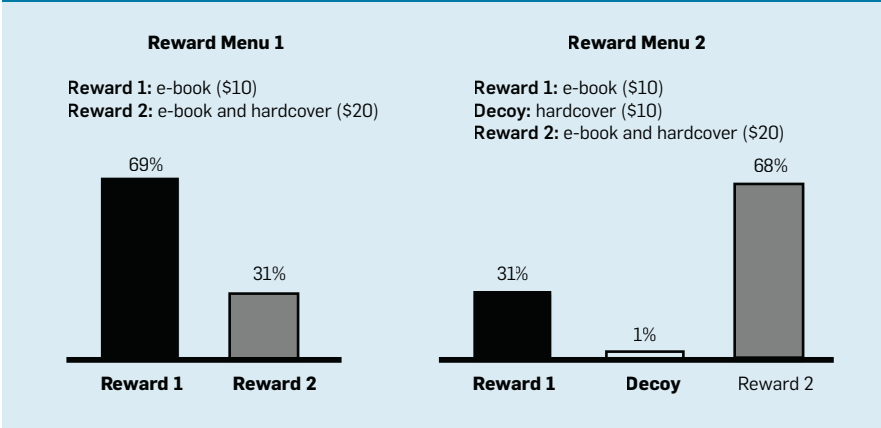 Reward Menu 1
Reward 1: e-book ($10)
Reward 2: e-book and hardcover ($20)
69%
31%
Reward 1 Reward 2
Reward Menu 2
Reward 1: e-book ($10)
Decoy: hardcover ($10)
Reward 2: e-book and hardcover ($20)
31%
1%
68%
Reward 1 Decoy Reward 2